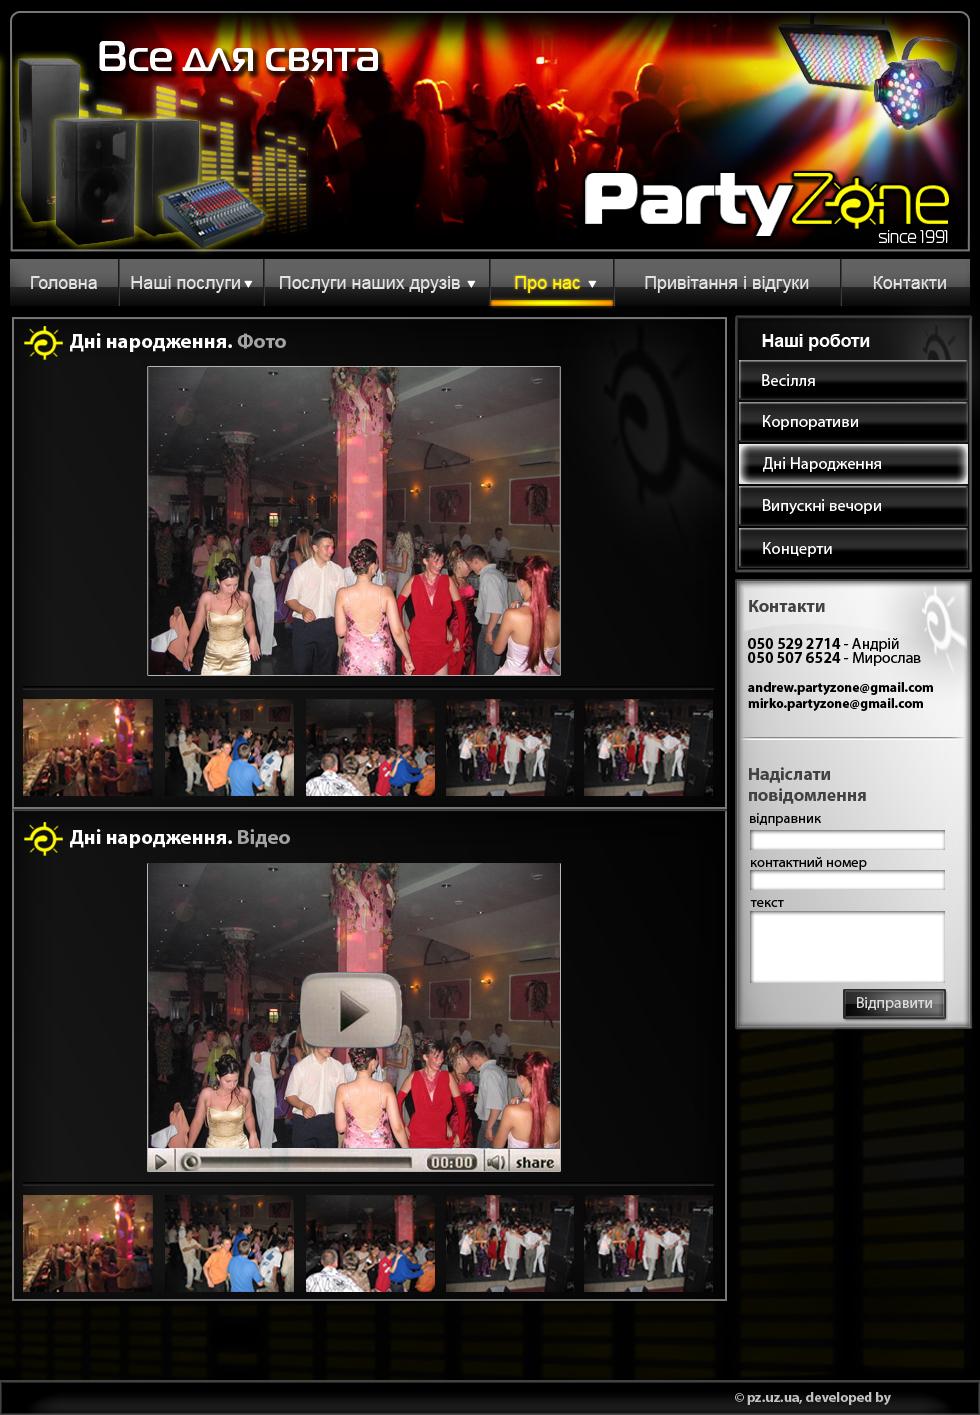 Все для свята
PartyZone
since 1991
Головна
Наші послуги
Послуги наших друзів
Про нас
Привітання і відгуки
Контакти
Дні народження. Фото
Наші роботи
Весілля
Корпоративи
Дні Народження
Випускні вечори
Концерти
Контакти
050 529 2714 - Андрій
050 507 6524 - Мирослав
andrew.partyzone@gmail.com
mirko.partyzone@gmail.com
Надіслати
повідомлення
відправник
контактний номер
текст
Відправити
Дні народження. Відео
00:00
share
© pz.uz.ua, developed by